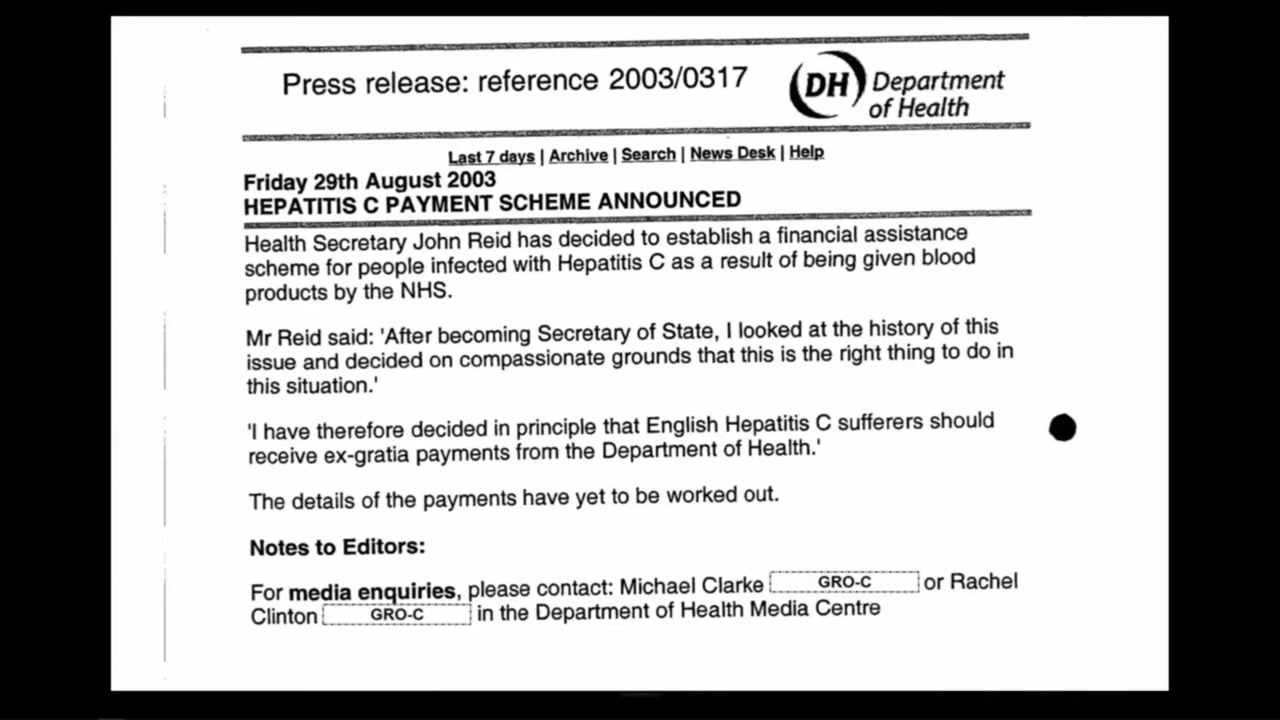 Press release: reference 2003/0317
DH Department
of Health
Last 7 days | Archive | Search | News Desk | Help
Friday 29th August 2003
HEPATITIS C PAYMENT SCHEME ANNOUNCED
Health Secretary John Reid has decided to establish a financial assistance
scheme for people infected with Hepatitis C as a result of being given blood
products by the NHS.
Mr Reid said: 'After becoming Secretary of State, I looked at the history of this
issue and decided on compassionate grounds that this is the right thing to do in
this situation.'
'I have therefore decided in principle that English Hepatitis C sufferers should
receive ex-gratia payments from the Department of Health.'
The details of the payments have yet to be worked out.
Notes to Editors:
For media enquiries, please contact: Michael Clarke GRO-C or Rachel
Clinton GRO-C in the Department of Health Media Centre